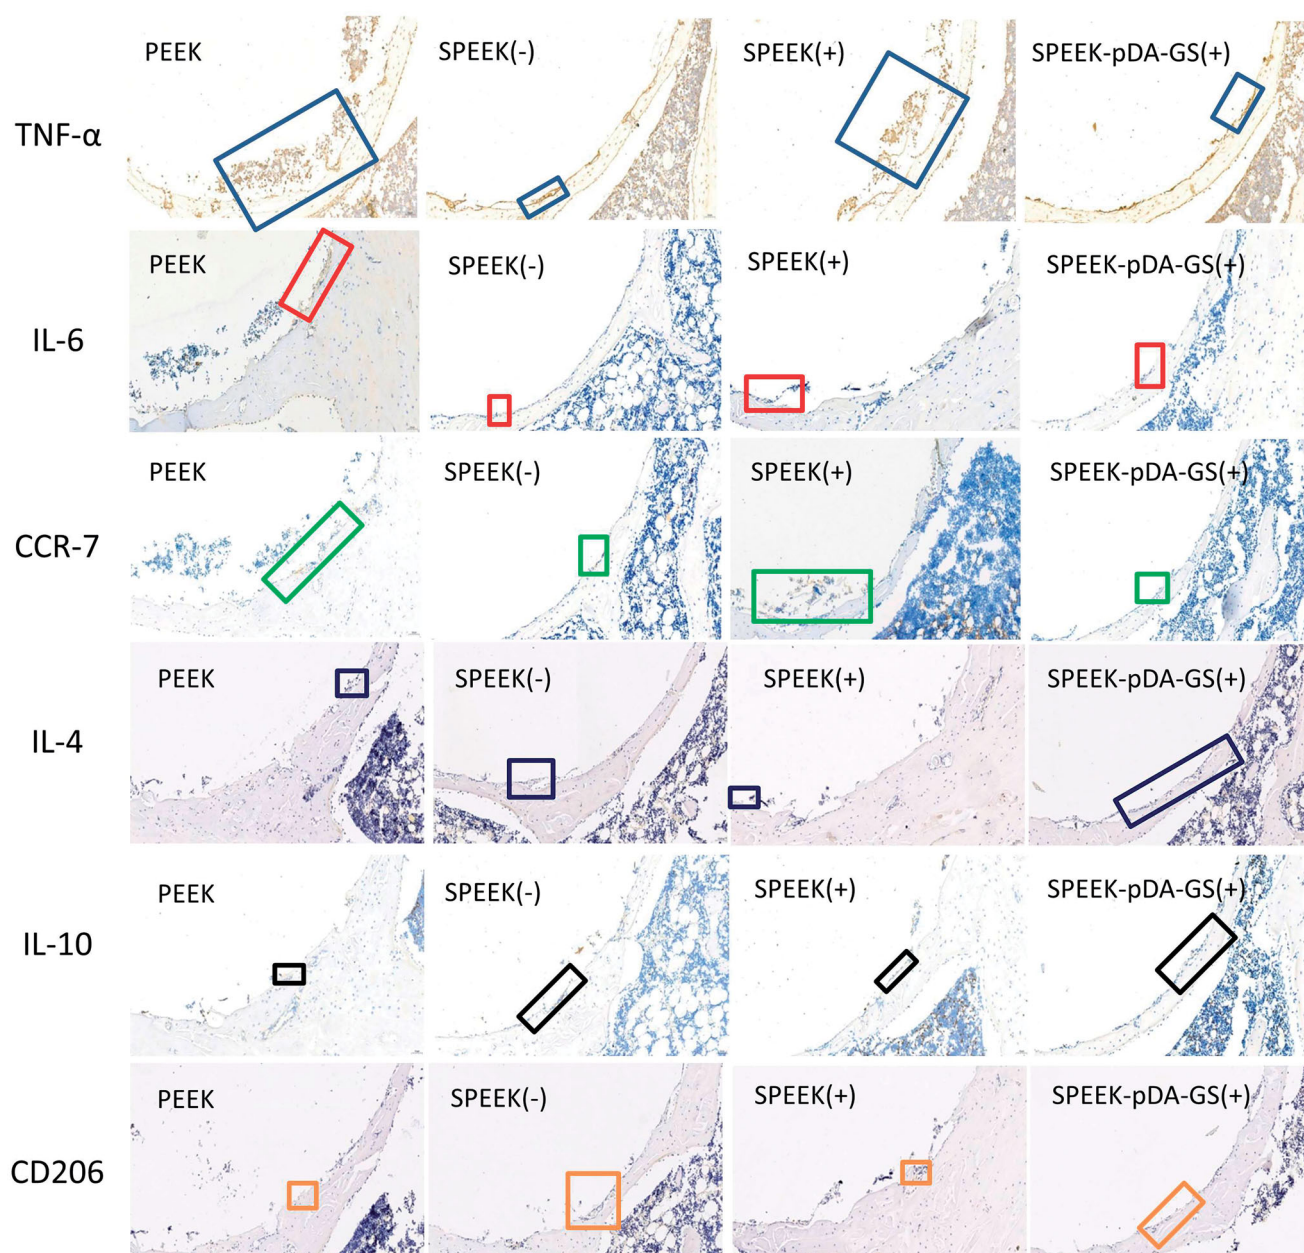 PEEK SPEEK(-) SPEEK(+) SPEEK-pDA-GS(+)
TNF-α
PEEK SPEEK(-) SPEEK(+) SPEEK-pDA-GS(+)
IL-6
PEEK SPEEK(-) SPEEK(+) SPEEK-pDA-GS(+)
CCR-7
PEEK SPEEK(-) SPEEK(+) SPEEK-pDA-GS(+)
IL-4
PEEK SPEEK(-) SPEEK(+) SPEEK-pDA-GS(+)
IL-10
PEEK SPEEK(-) SPEEK(+) SPEEK-pDA-GS(+)
CD206